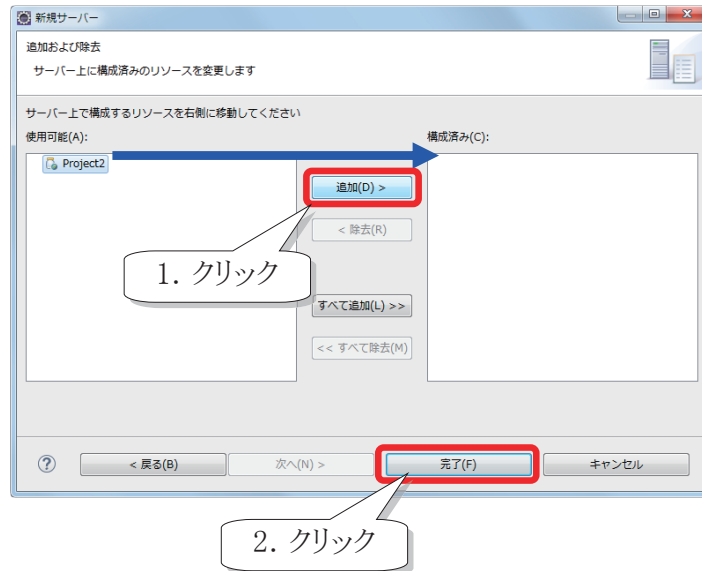 新規サーバー
追加および除去
サーバー上に構成済みのリソースを変更します
サーバー上で構成するリソースを右側に移動してください
使用可能(A):
構成済み(C):
Project2
追加(D) >
< 除去(R)
1. クリック
すべて追加(L) >>
<< すべて除去(M)
?
< 戻る(B)
次へ(N) >
完了(F)
キャンセル
2. クリック